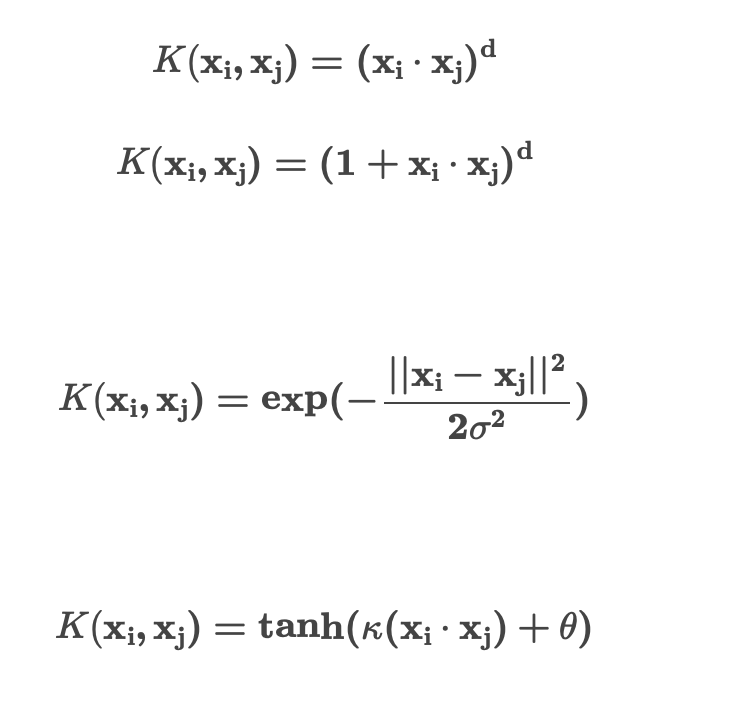 K(𝐱ᵢ, 𝐱ⱼ) = (𝐱ᵢ · 𝐱ⱼ)ᵈ
K(𝐱ᵢ, 𝐱ⱼ) = (1 + 𝐱ᵢ · 𝐱ⱼ)ᵈ
K(𝐱ᵢ, 𝐱ⱼ) = exp(−||𝐱ᵢ − 𝐱ⱼ||² / 2σ²)
K(𝐱ᵢ, 𝐱ⱼ) = tanh(κ(𝐱ᵢ · 𝐱ⱼ) + θ)